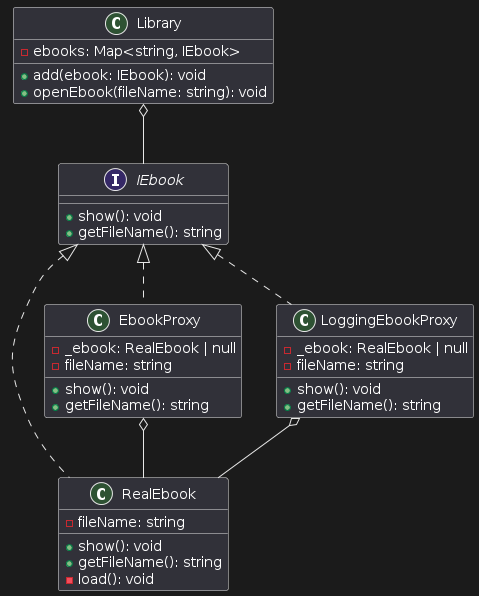 C Library
ebooks: Map<string, IEbook>
add(ebook: IEbook): void
openEbook(fileName: string): void
I IEbook
show(): void
getFileName(): string
C EbookProxy
_ebook: RealEbook | null
fileName: string
show(): void
getFileName(): string
C LoggingEbookProxy
_ebook: RealEbook | null
fileName: string
show(): void
getFileName(): string
C RealEbook
fileName: string
show(): void
getFileName(): string
load(): void